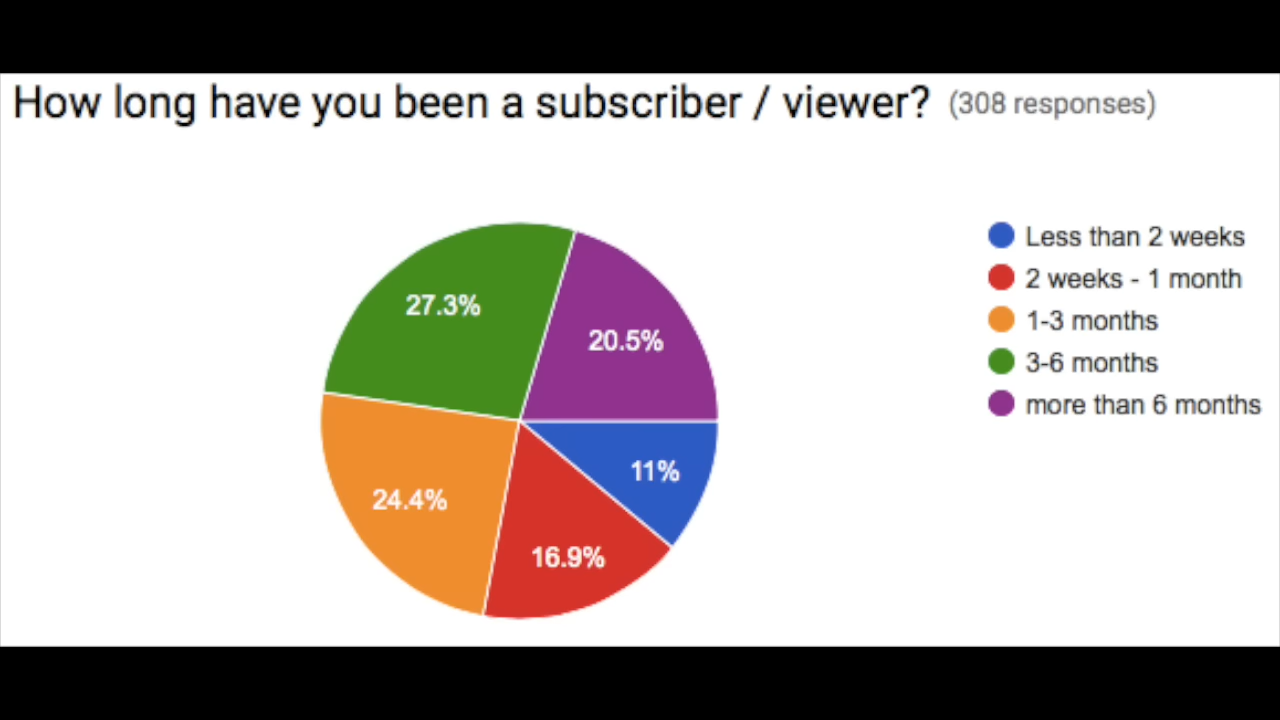 How long have you been a subscriber / viewer? (308 responses)
Less than 2 weeks
2 weeks - 1 month
1-3 months
3-6 months
more than 6 months
27.3%
20.5%
11%
24.4%
16.9%